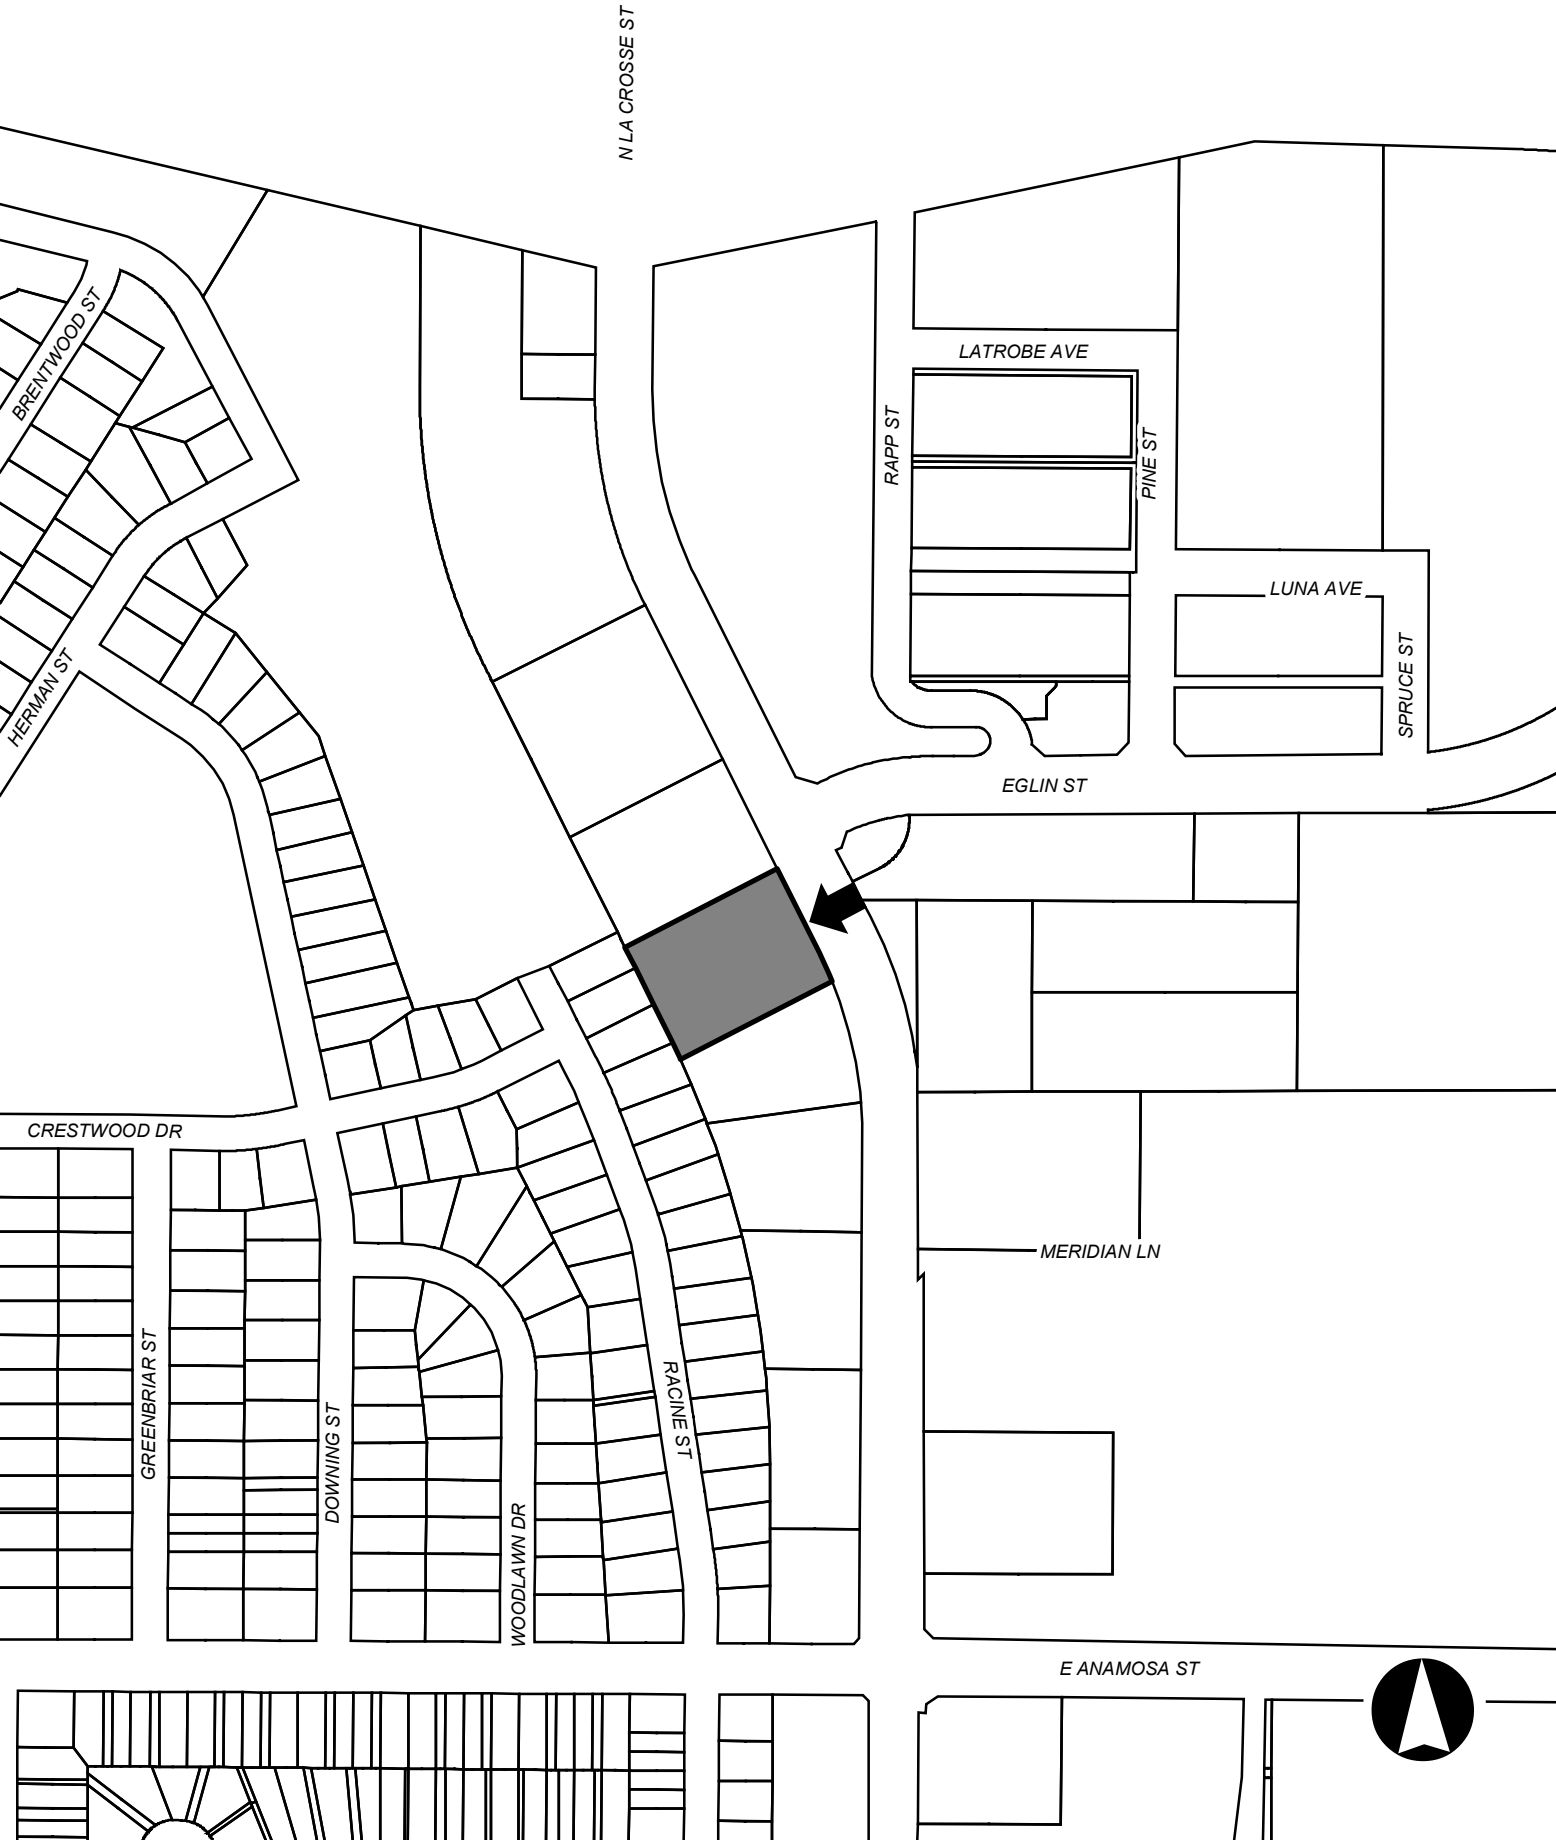 N LA CROSSE ST
BRENTWOOD ST
LATROBE AVE
RAPP ST
PINE ST
LUNA AVE
SPRUCE ST
HERMAN ST
EGLIN ST
CRESTWOOD DR
MERIDIAN LN
GREENBRIAR ST
DOWNING ST
RACINE ST
WOODLAWN DR
E ANAMOSA ST